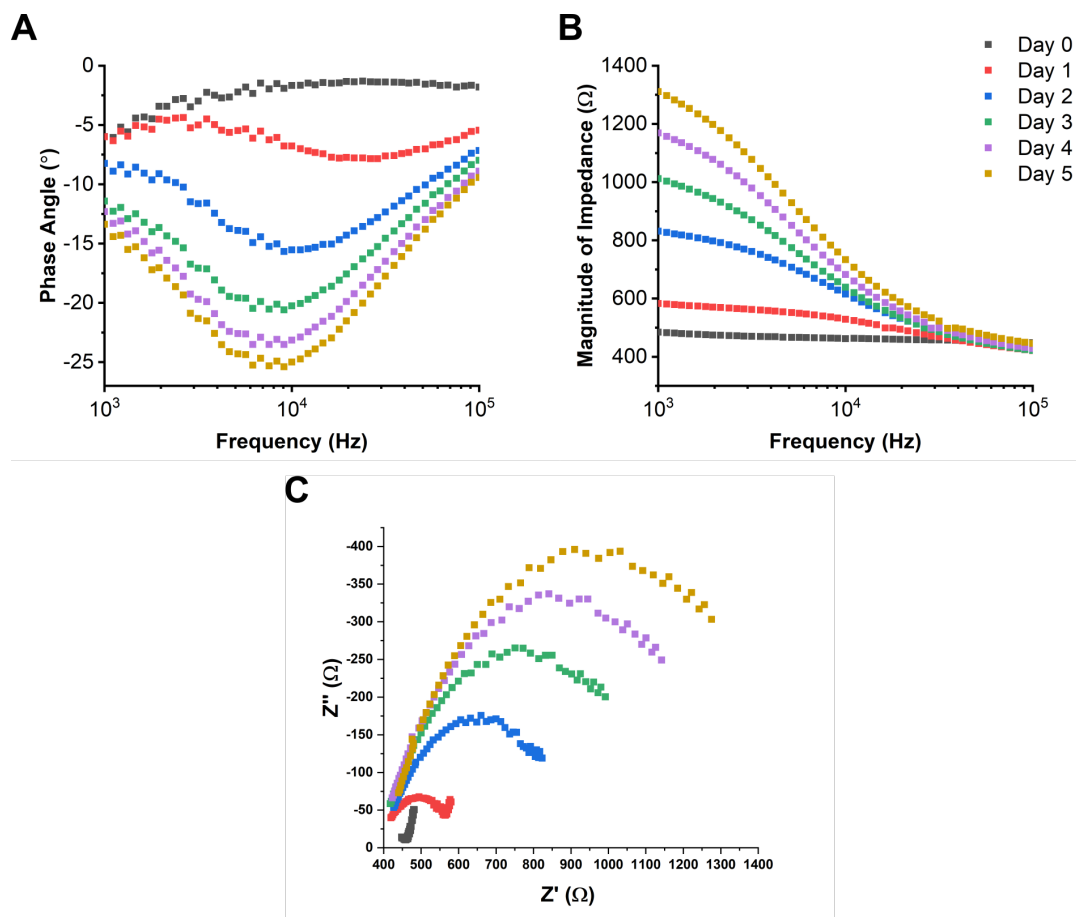 A
B
Phase Angle (°)
0
-5
-10
-15
-20
-25
10³
10⁴
10⁵
Frequency (Hz)
Magnitude of Impedance (Ω)
1400
1200
1000
800
600
400
10³
10⁴
10⁵
Frequency (Hz)
Day 0
Day 1
Day 2
Day 3
Day 4
Day 5
C
Z'' (Ω)
-400
-350
-300
-250
-200
-150
-100
-50
0
400 500 600 700 800 900 1000 1100 1200 1300 1400
Z' (Ω)